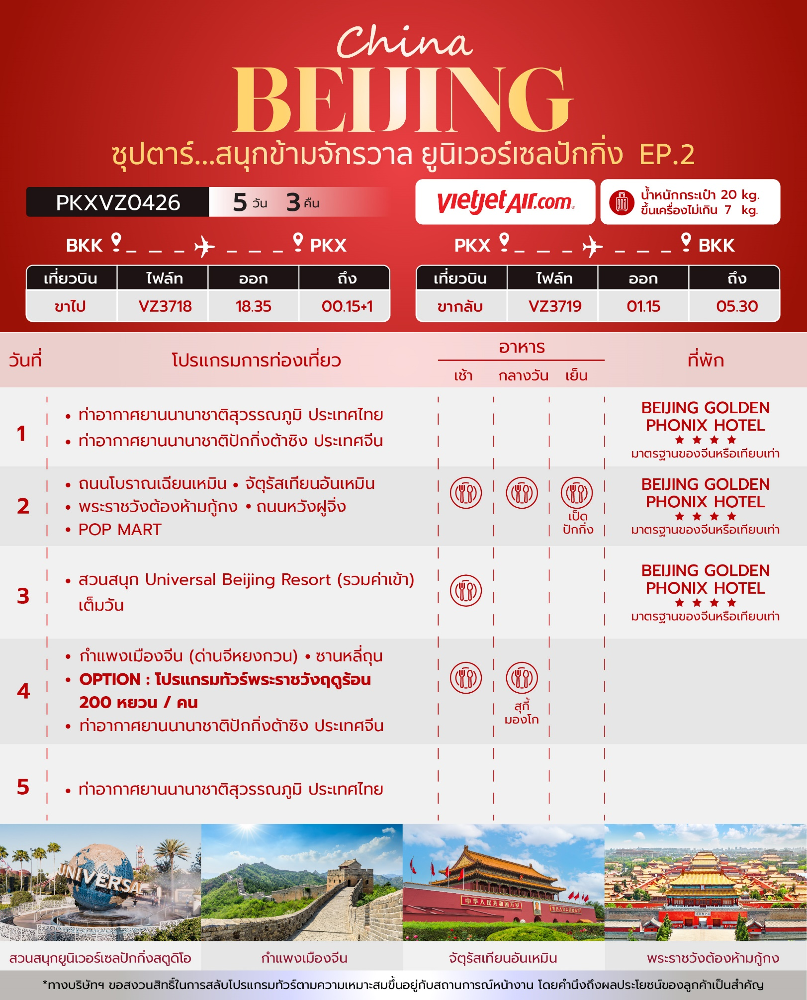 China
BEIJING
ซุปตาร์...สนุกข้ามจักรวาล ยูนิเวอร์เซลปักกิ่ง EP.2
PKXVZ0426 5 วัน 3 คืน
vietjetAir.com
น้ำหนักกระเป๋า 20 kg.
ขึ้นเครื่องไม่เกิน 7 kg.
BKK PKX
PKX BKK
เที่ยวบิน ไฟล์ท ออก ถึง
ขาไป VZ3718 18.35 00.15+1
เที่ยวบิน ไฟล์ท ออก ถึง
ขากลับ VZ3719 01.15 05.30
วันที่ โปรแกรมการท่องเที่ยว อาหาร ที่พัก
เช้า กลางวัน เย็น
1
• ท่าอากาศยานนานาชาติสุวรรณภูมิ ประเทศไทย
• ท่าอากาศยานนานาชาติปักกิ่งต้าซิง ประเทศจีน
BEIJING GOLDEN
PHONIX HOTEL
★ ★ ★ ★
มาตรฐานของจีนหรือเทียบเท่า
2
• ถนนโบราณเฉียนเหมิน • จัตุรัสเทียนอันเหมิน
• พระราชวังต้องห้ามกู้กง • ถนนหวังฝูจิ่ง
• POP MART
เป็ด
ปักกิ่ง
BEIJING GOLDEN
PHONIX HOTEL
★ ★ ★ ★
มาตรฐานของจีนหรือเทียบเท่า
3
• สวนสนุก Universal Beijing Resort (รวมค่าเข้า)
เต็มวัน
BEIJING GOLDEN
PHONIX HOTEL
★ ★ ★ ★
มาตรฐานของจีนหรือเทียบเท่า
4
• กำแพงเมืองจีน (ด่านจีหยงกวน) • ซานหลี่ถุน
• OPTION : โปรแกรมทัวร์พระราชวังฤดูร้อน
200 หยวน / คน
• ท่าอากาศยานนานาชาติปักกิ่งต้าซิง ประเทศจีน
สุกี้
มองโก
5
• ท่าอากาศยานนานาชาติสุวรรณภูมิ ประเทศไทย
UNIVERSAL
中华人民共和国万岁
世界人民大团结万岁
สวนสนุกยูนิเวอร์เซลปักกิ่งสตูดิโอ
กำแพงเมืองจีน
จัตุรัสเทียนอันเหมิน
พระราชวังต้องห้ามกู้กง
*ทางบริษัทฯ ขอสงวนสิทธิ์ในการสลับโปรแกรมทัวร์ตามความเหมาะสมขึ้นอยู่กับสถานการณ์หน้างาน โดยคำนึงถึงผลประโยชน์ของลูกค้าเป็นสำคัญ